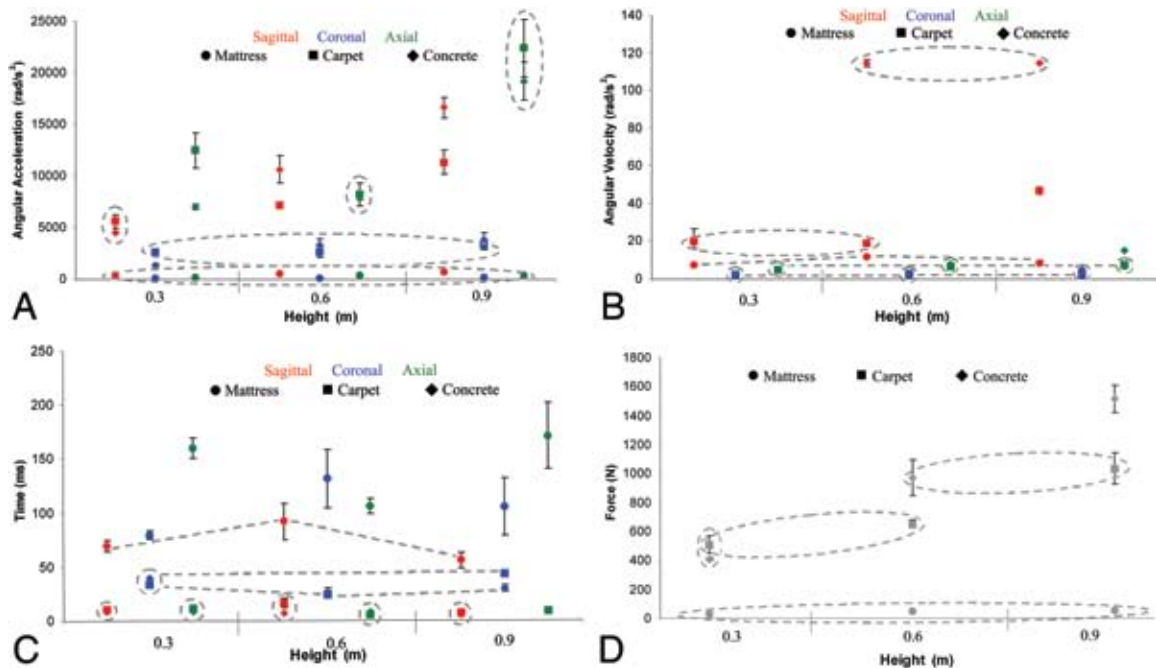 25000
20000
15000
10000
5000
0
Angular Acceleration (rad/s²)
Sagittal Coronal Axial
Mattress Carpet Concrete
0.3 0.6 0.9
Height (m)
A
140
120
100
80
60
40
20
0
Angular Velocity (rad/s)
Sagittal Coronal Axial
Mattress Carpet Concrete
0.3 0.6 0.9
Height (m)
B
250
200
150
100
50
0
Time (ms)
Sagittal Coronal Axial
Mattress Carpet Concrete
0.3 0.6 0.9
Height (m)
C
1800
1600
1400
1200
1000
800
600
400
200
0
Force (N)
Mattress Carpet Concrete
0.3 0.6 0.9
Height (m)
D